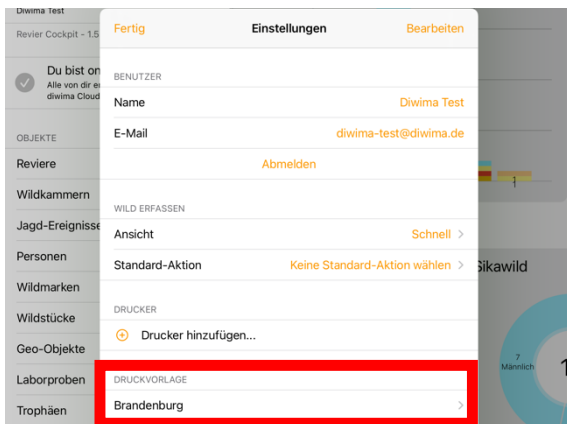 Diwima Test
Revier Cockpit - 1.5
Du bist on
Alle von dir
diwima Cloud
OBJEKTE
Reviere
Wildkammern
Jagd-Ereignisse
Personen
Wildmarken
Wildstücke
Geo-Objekte
Laborproben
Trophäen
Fertig Einstellungen Bearbeiten
BENUTZER
Name Diwima Test
E-Mail diwima-test@diwima.de
Abmelden
WILD ERFASSEN
Ansicht Schnell
Standard-Aktion Keine Standard-Aktion wählen
DRUCKER
Drucker hinzufügen...
DRUCKVORLAGE
Brandenburg
1
1
Sikawild
7
Männlich
1